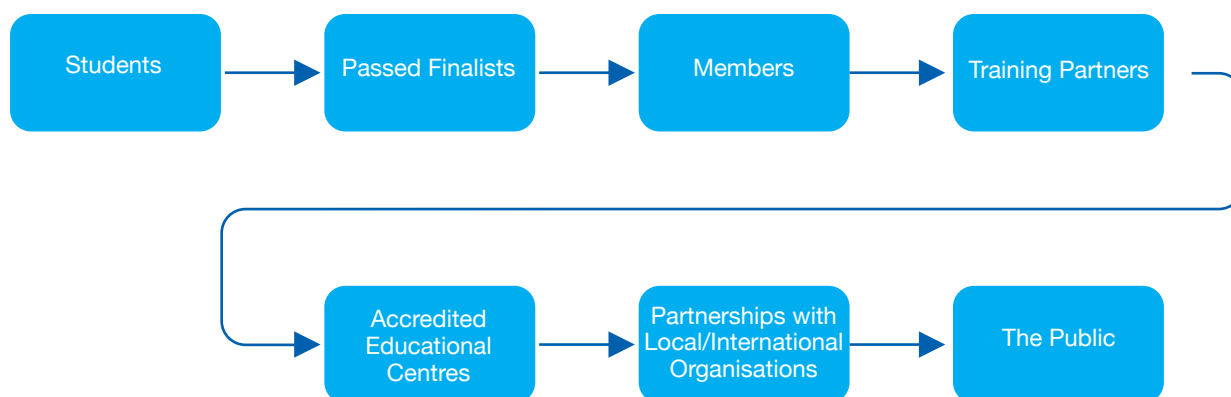 Students
Passed Finalists
Members
Training Partners
Accredited
Educational
Centres
Partnerships with
Local/International
Organisations
The Public